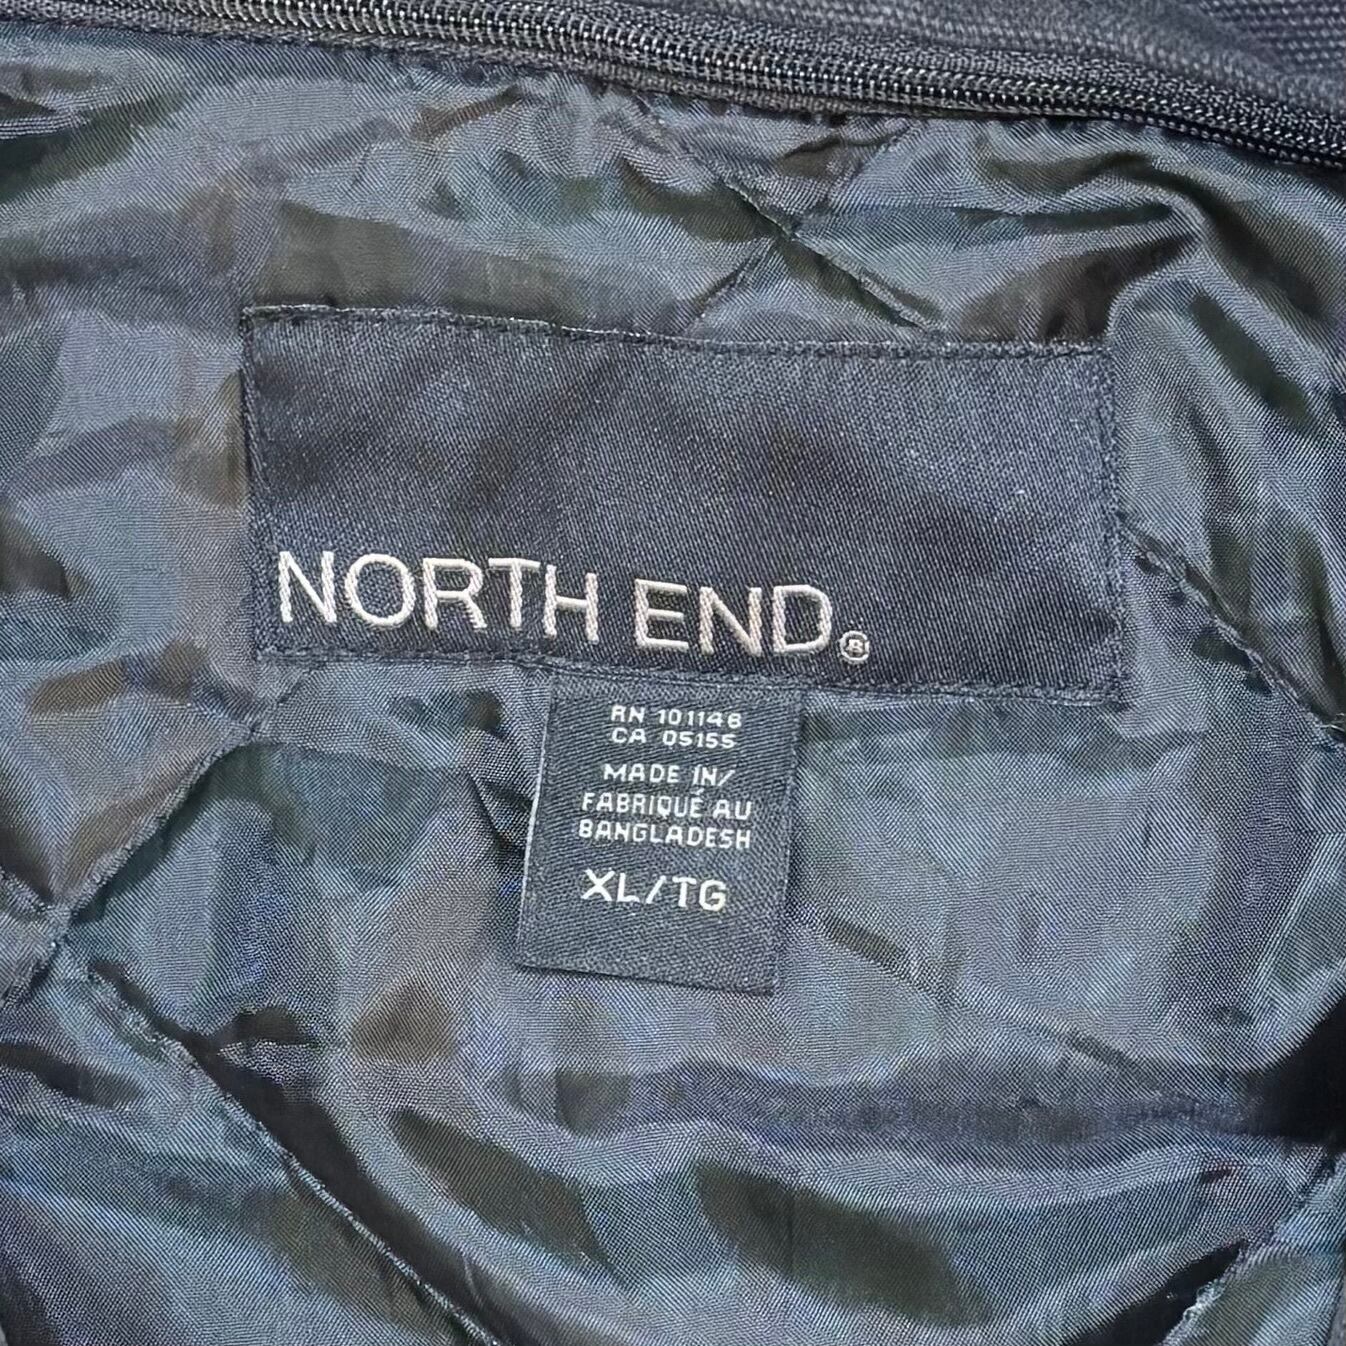 NORTH END®
RN 101146
CA 05155
MADE IN/
FABRIQUÉ AU
BANGLADESH
XL/TG